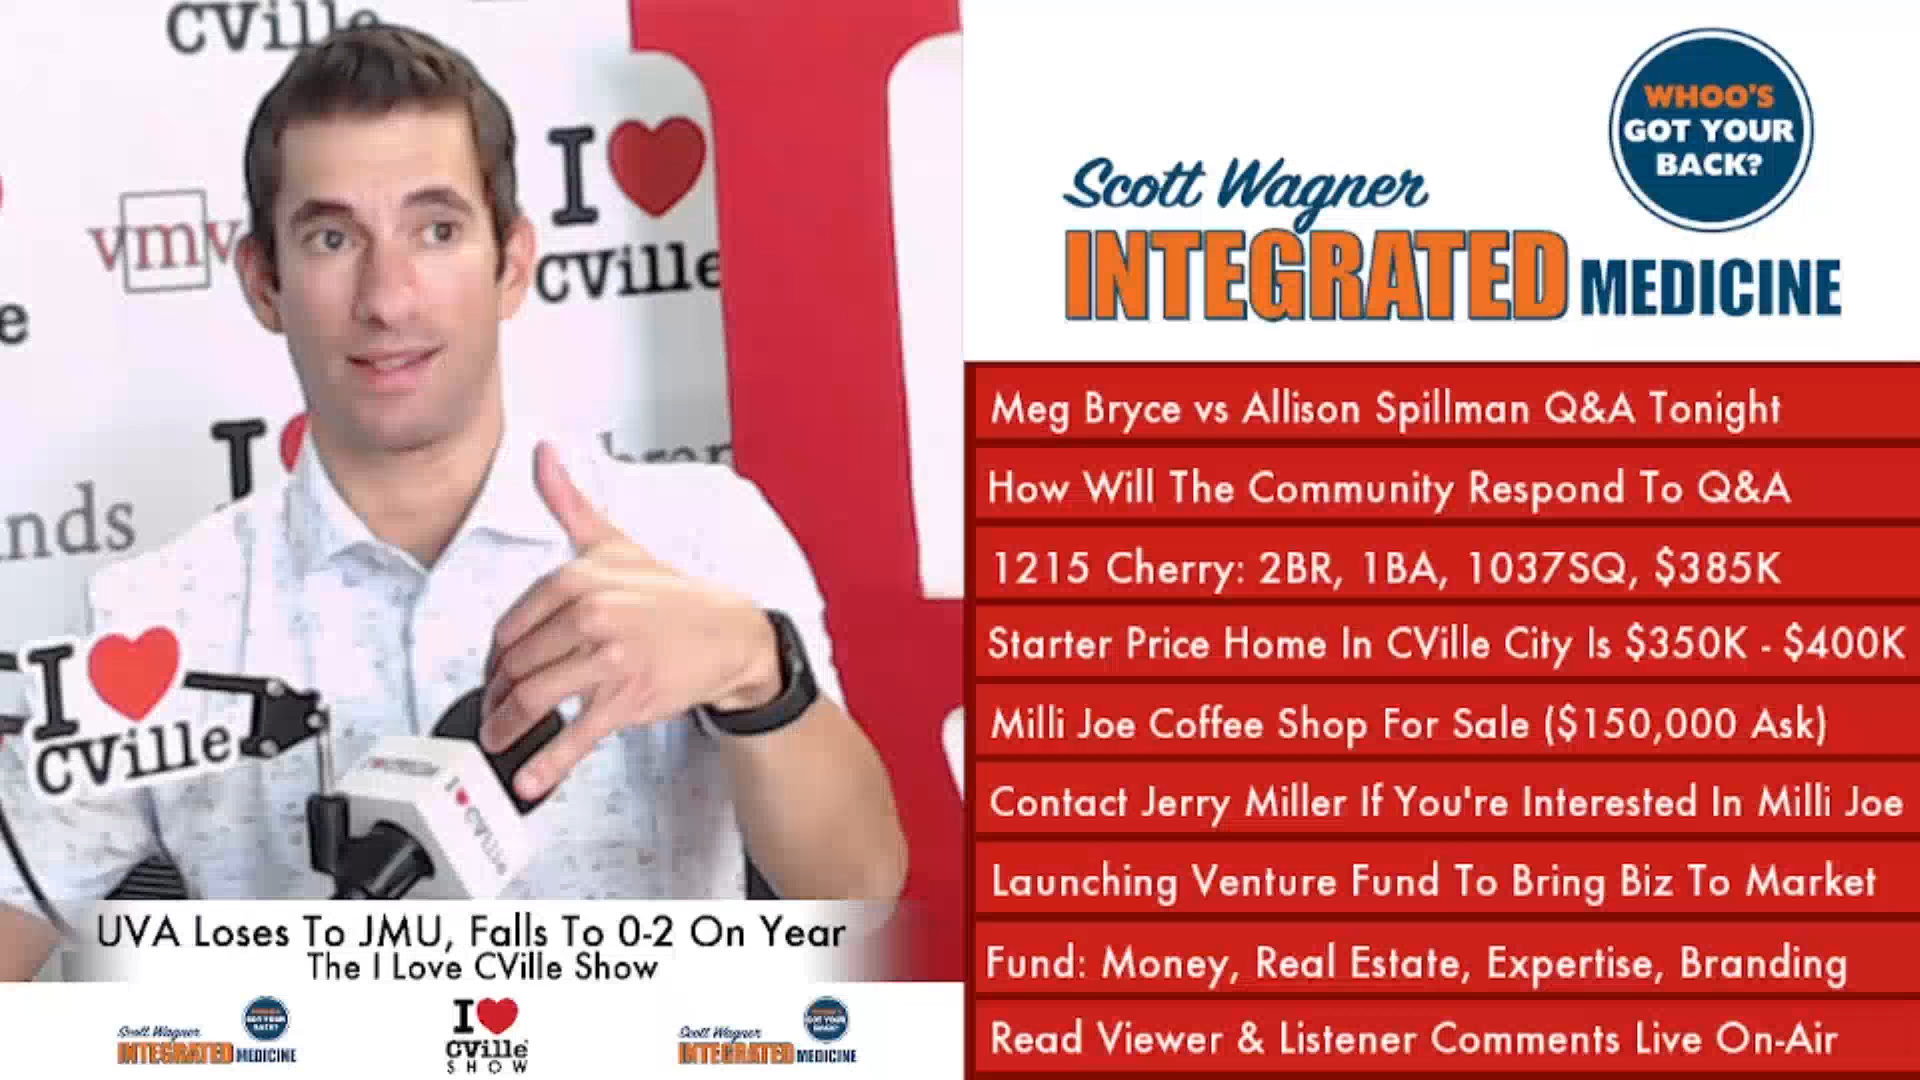 CVille
I
CVille
vmv
e
I
nds
bran
I
CVille
I CVille
UVA Loses To JMU, Falls To 0-2 On Year
The I Love CVille Show
Scott Wagner
INTEGRATED MEDICINE
I
CVille
SHOW
Scott Wagner
INTEGRATED MEDICINE
WHOO'S
GOT YOUR
BACK?
Scott Wagner
INTEGRATED MEDICINE
Meg Bryce vs Allison Spillman Q&A Tonight
How Will The Community Respond To Q&A
1215 Cherry: 2BR, 1BA, 1037SQ, $385K
Starter Price Home In CVille City Is $350K - $400K
Milli Joe Coffee Shop For Sale ($150,000 Ask)
Contact Jerry Miller If You're Interested In Milli Joe
Launching Venture Fund To Bring Biz To Market
Fund: Money, Real Estate, Expertise, Branding
Read Viewer & Listener Comments Live On-Air